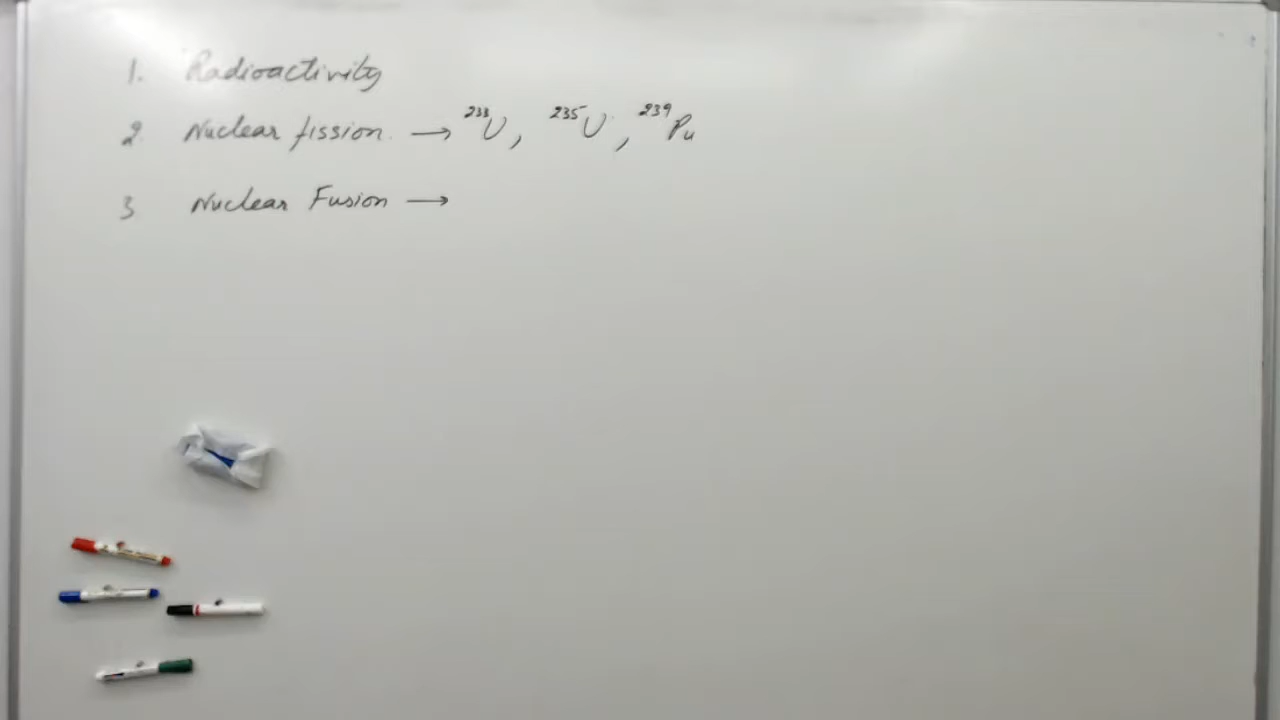 1. Radioactivity
2 Nuclear fission. → ²³³U, ²³⁵U, ²³⁹Pu
3 Nuclear Fusion →